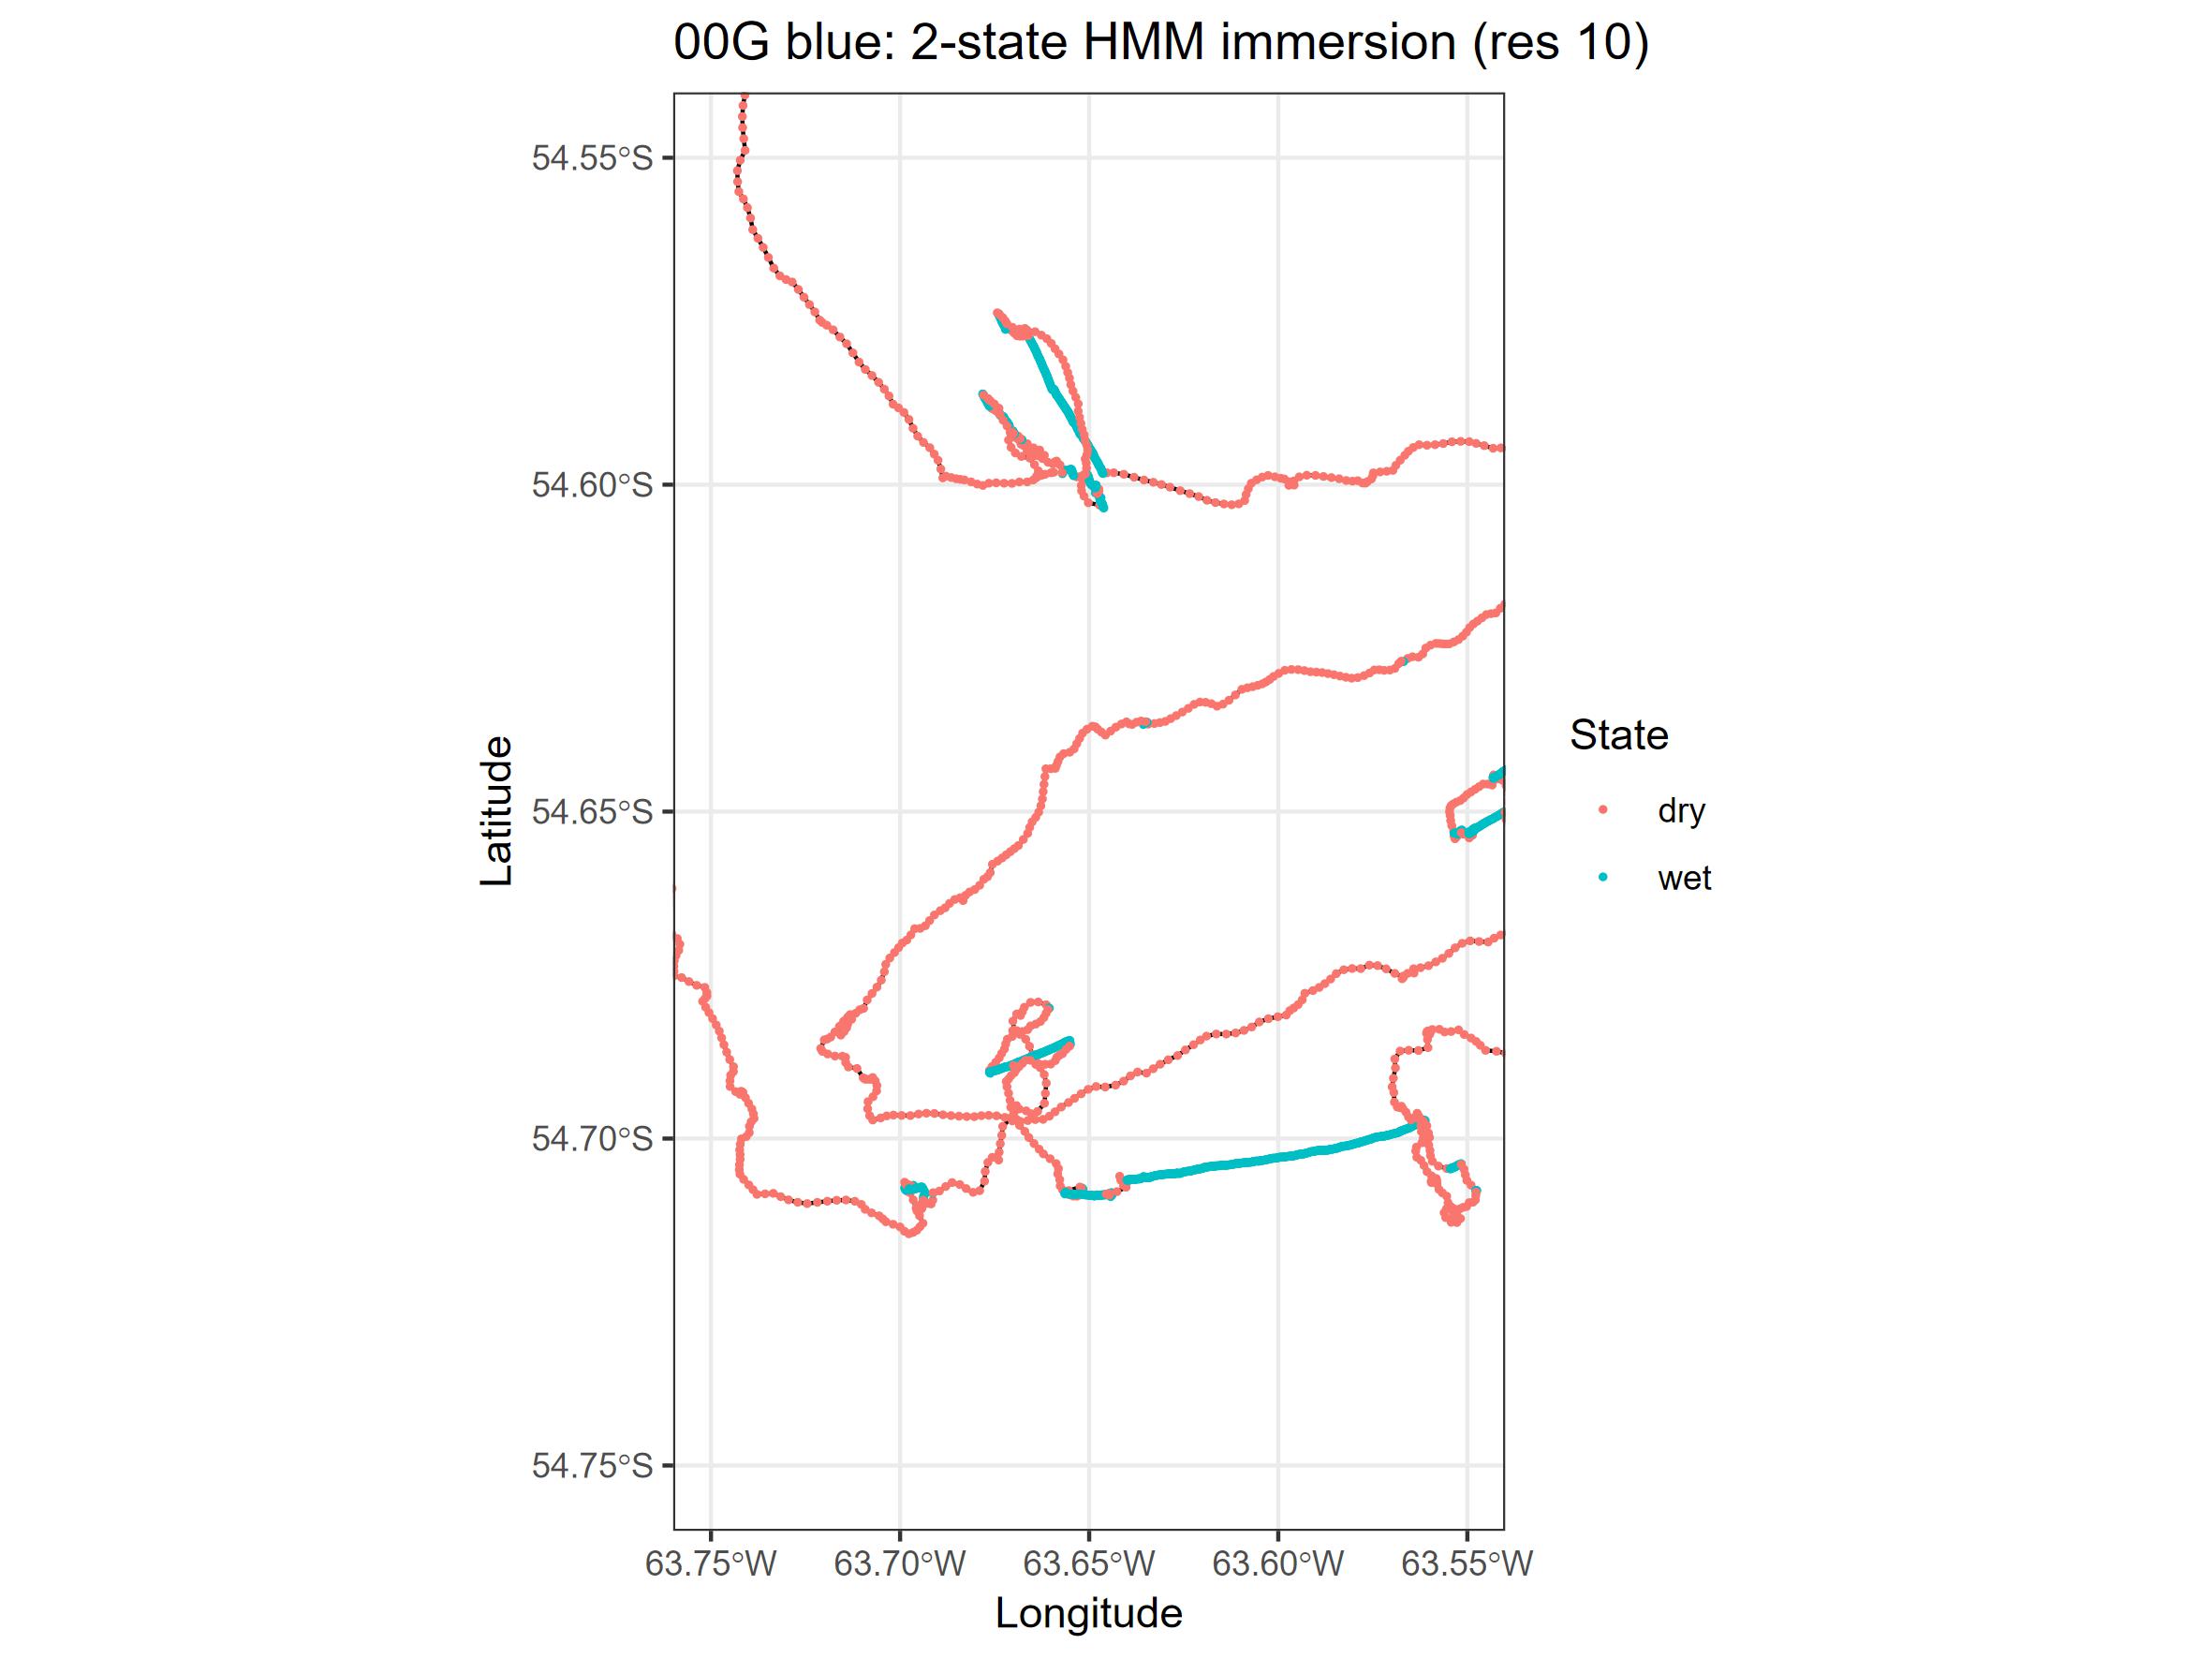 00G blue: 2-state HMM immersion (res 10)
54.55°S
54.60°S
54.65°S
54.70°S
54.75°S
Latitude
63.75°W 63.70°W 63.65°W 63.60°W 63.55°W
Longitude
State
dry
wet